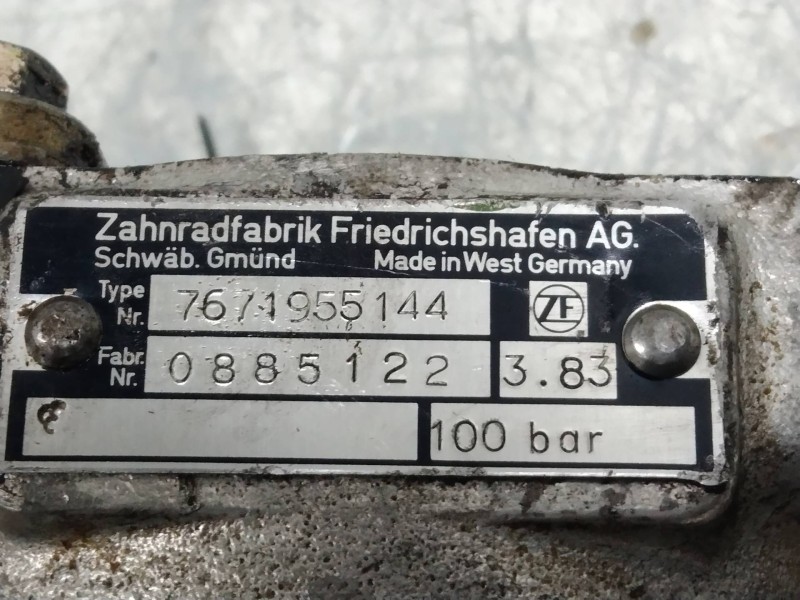 Zahnradfabrik Friedrichshafen AG.
Schwäb. Gmünd Made in West Germany
Type Nr. 7671955144 ZF
Fabr. Nr. 0885122 3.83
100 bar